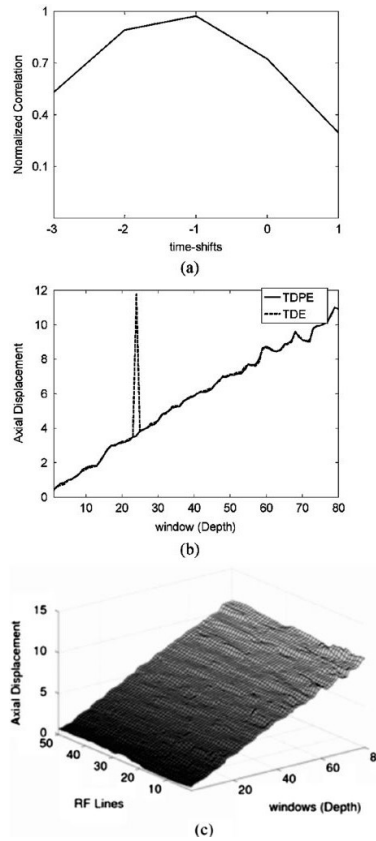 1
0.7
0.1
Normalized Correlation
-3 -2 -1 0 1
time-shifts
(a)
12
10
8
6
4
2
0
Axial Displacement
TDPE
TDE
10 20 30 40 50 60 70 80
window (Depth)
(b)
15
10
5
0
Axial Displacement
50 40 30 20 10
RF Lines
20 40 60
windows (Depth)
(c)